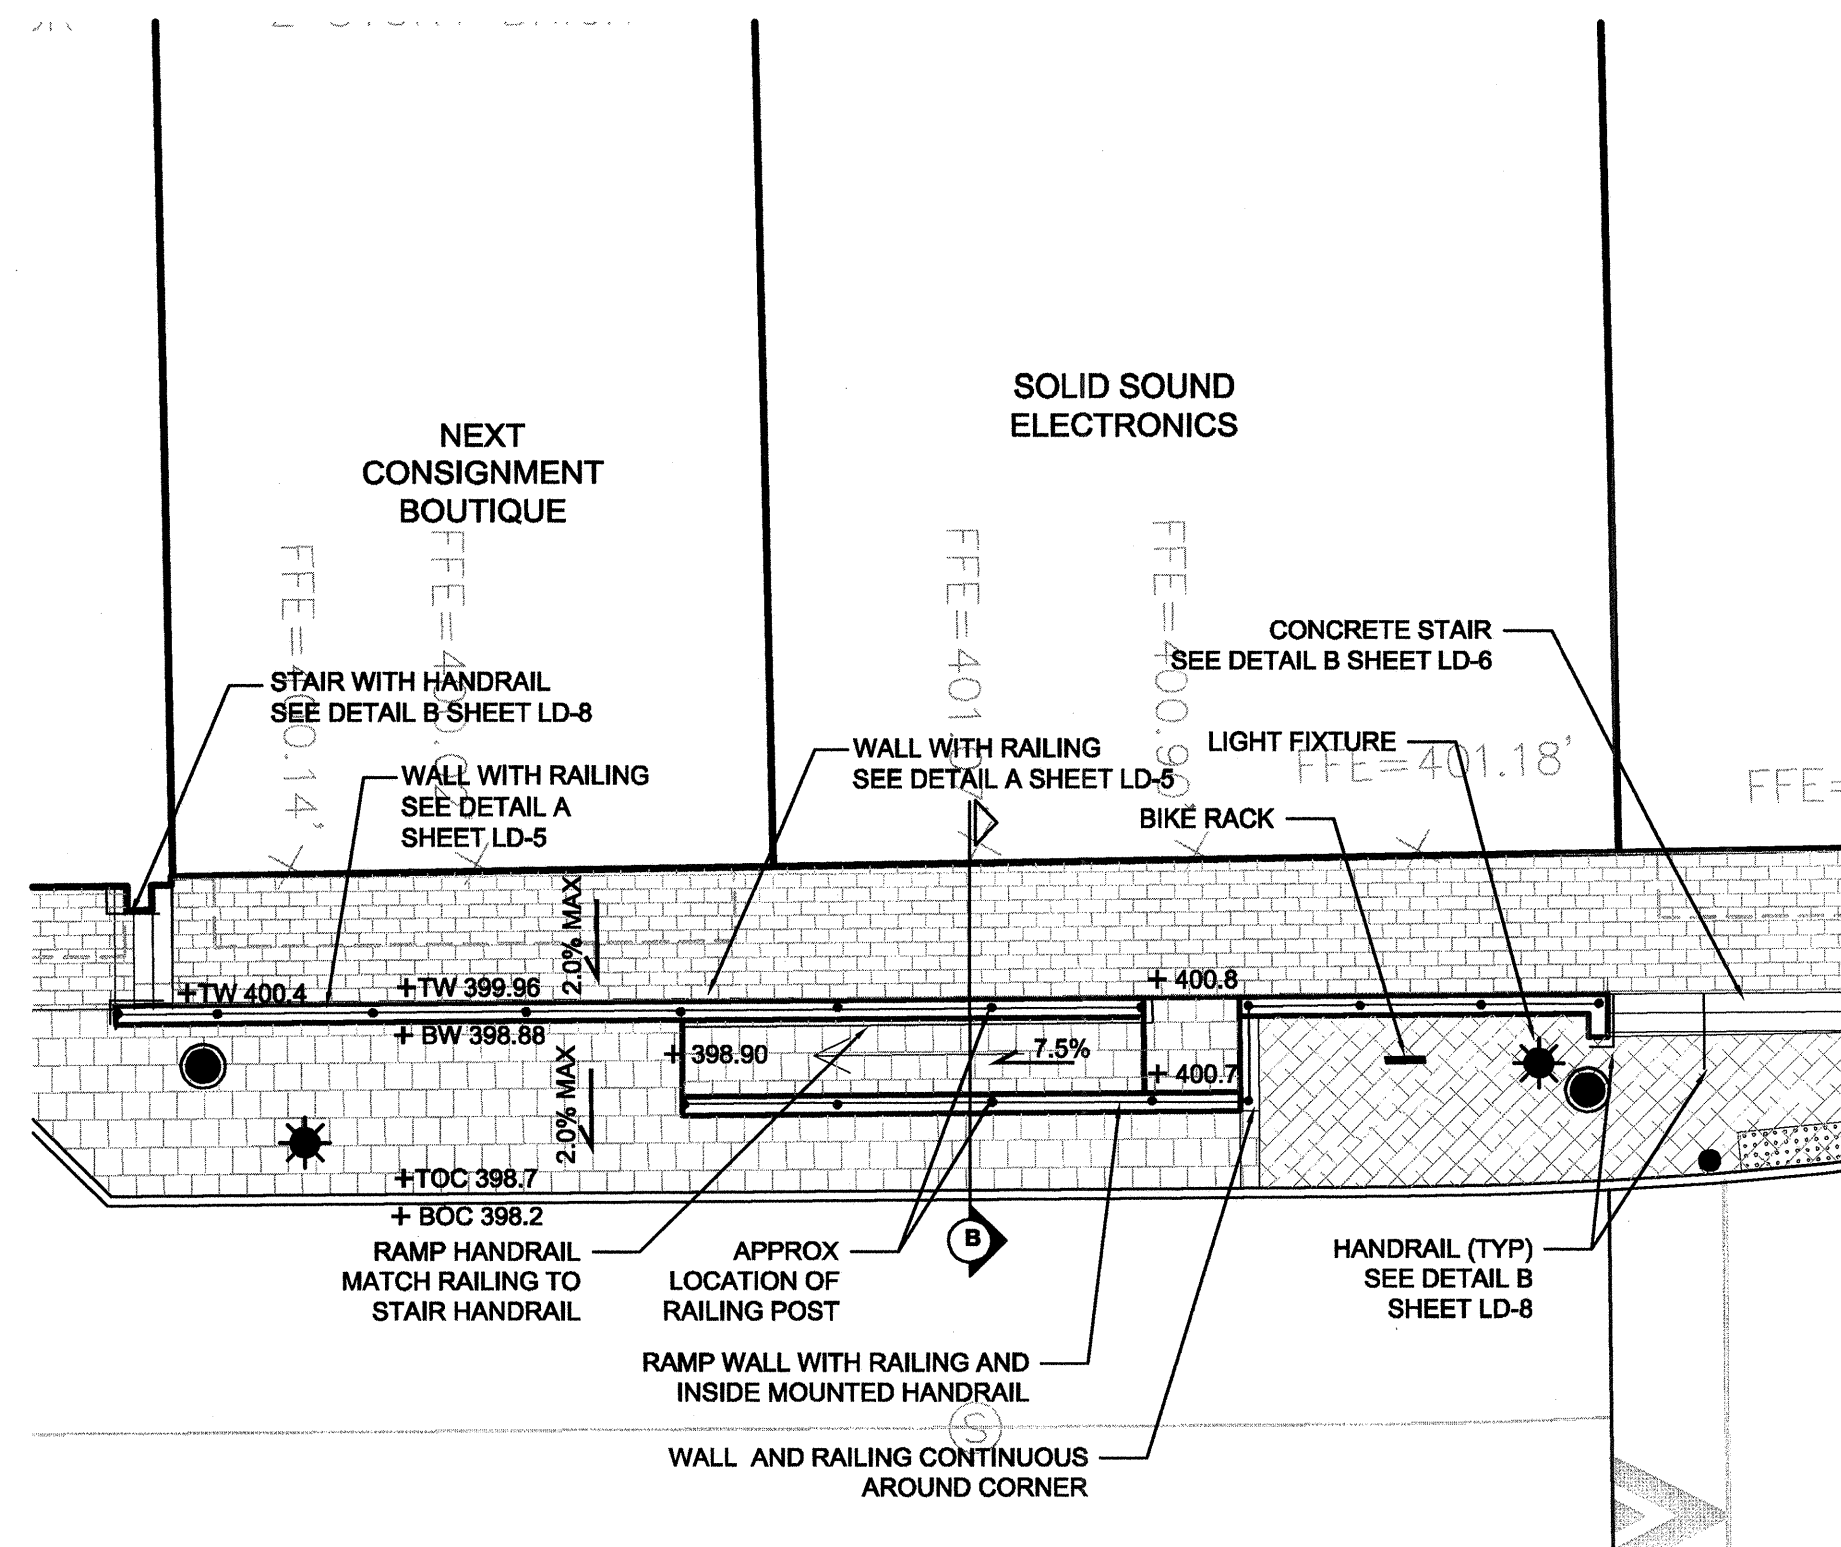 SOLID SOUND
ELECTRONICS
NEXT
CONSIGNMENT
BOUTIQUE
FFE=400.14'
FFE=401.18'
FFE=400.90'
FFE=
CONCRETE STAIR
SEE DETAIL B SHEET LD-6
STAIR WITH HANDRAIL
SEE DETAIL B SHEET LD-8
WALL WITH RAILING
SEE DETAIL A SHEET LD-5
LIGHT FIXTURE
WALL WITH RAILING
SEE DETAIL A
SHEET LD-5
BIKE RACK
2.0% MAX
+TW 400.4
+TW 399.96
+ 400.8
+ BW 398.88
+ 398.90
7.5%
+ 400.7
2.0% MAX
+TOC 398.7
+ BOC 398.2
RAMP HANDRAIL
MATCH RAILING TO
STAIR HANDRAIL
APPROX
LOCATION OF
RAILING POST
B
HANDRAIL (TYP)
SEE DETAIL B
SHEET LD-8
RAMP WALL WITH RAILING AND
INSIDE MOUNTED HANDRAIL
S
WALL AND RAILING CONTINUOUS
AROUND CORNER